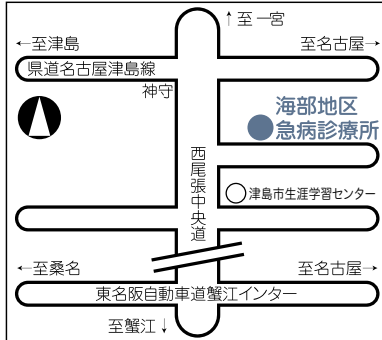 ↑至一宮
←至津島
至名古屋→
県道名古屋津島線
神守
海部地区
急病診療所
西尾張中央道
津島市生涯学習センター
←至桑名
至名古屋→
東名阪自動車道蟹江インター
至蟹江↓